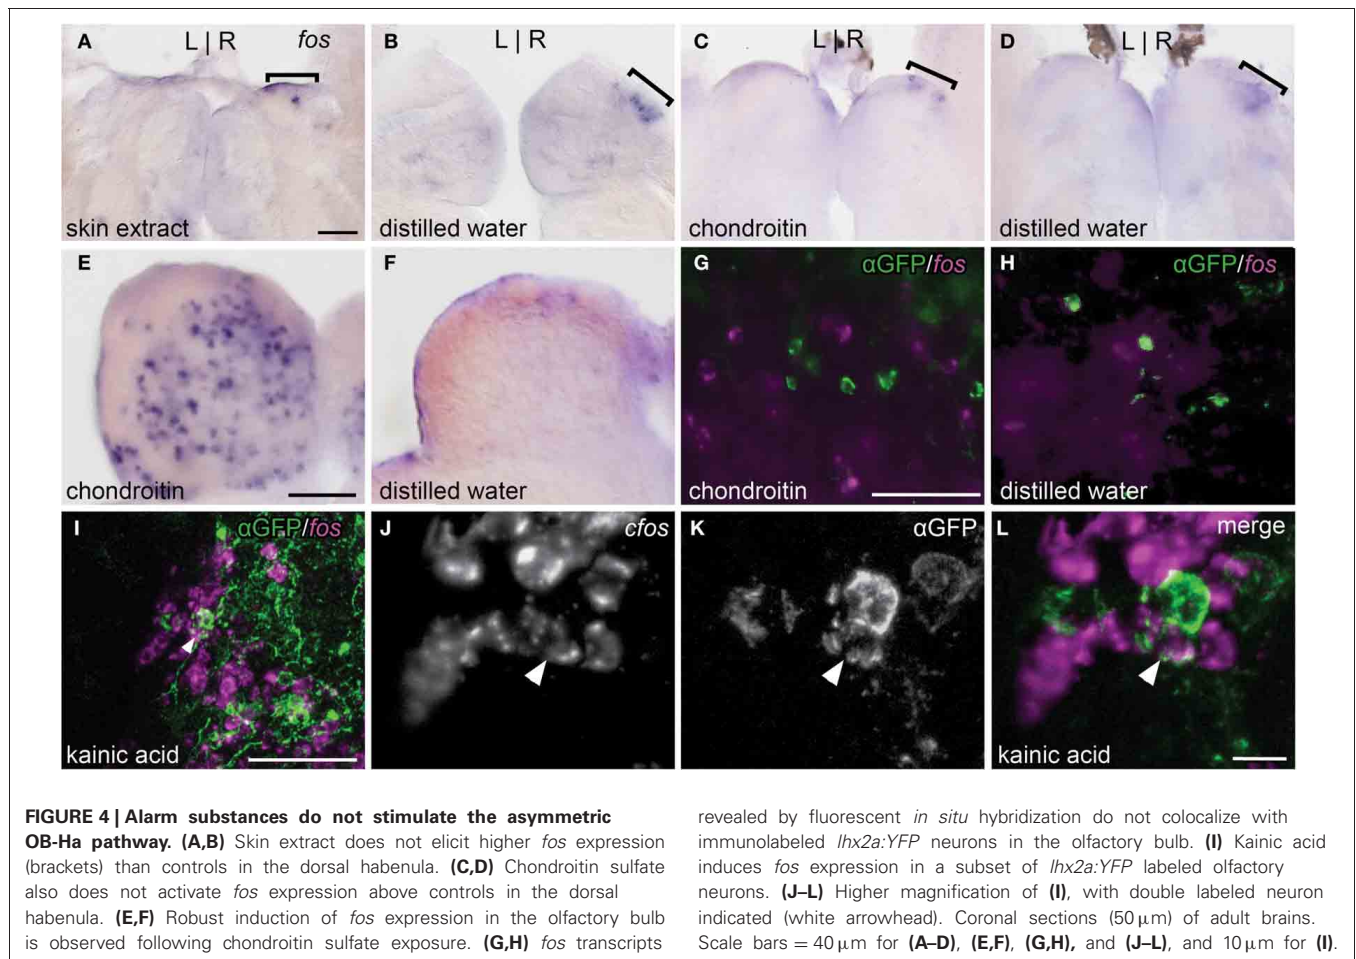 A L | R fos
skin extract
B L | R
distilled water
C L | R
chondroitin
D L | R
distilled water
E
chondroitin
F
distilled water
G αGFP/fos
chondroitin
H αGFP/fos
distilled water
I αGFP/fos
kainic acid
J cfos
K αGFP
L merge
kainic acid
FIGURE 4 | Alarm substances do not stimulate the asymmetric
OB-Ha pathway. (A,B) Skin extract does not elicit higher fos expression
(brackets) than controls in the dorsal habenula. (C,D) Chondroitin sulfate
also does not activate fos expression above controls in the dorsal
habenula. (E,F) Robust induction of fos expression in the olfactory bulb
is observed following chondroitin sulfate exposure. (G,H) fos transcripts
revealed by fluorescent in situ hybridization do not colocalize with
immunolabeled lhx2a:YFP neurons in the olfactory bulb. (I) Kainic acid
induces fos expression in a subset of lhx2a:YFP labeled olfactory
neurons. (J–L) Higher magnification of (I), with double labeled neuron
indicated (white arrowhead). Coronal sections (50 μm) of adult brains.
Scale bars = 40 μm for (A–D), (E,F), (G,H), and (J–L), and 10 μm for (I).